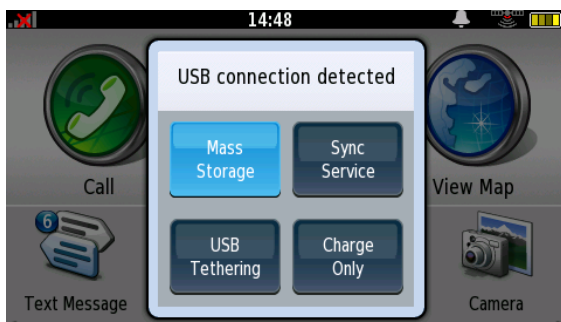 14:48
USB connection detected
Mass
Storage
Sync
Service
USB
Tethering
Charge
Only
Call
View Map
6
Text Message
Camera